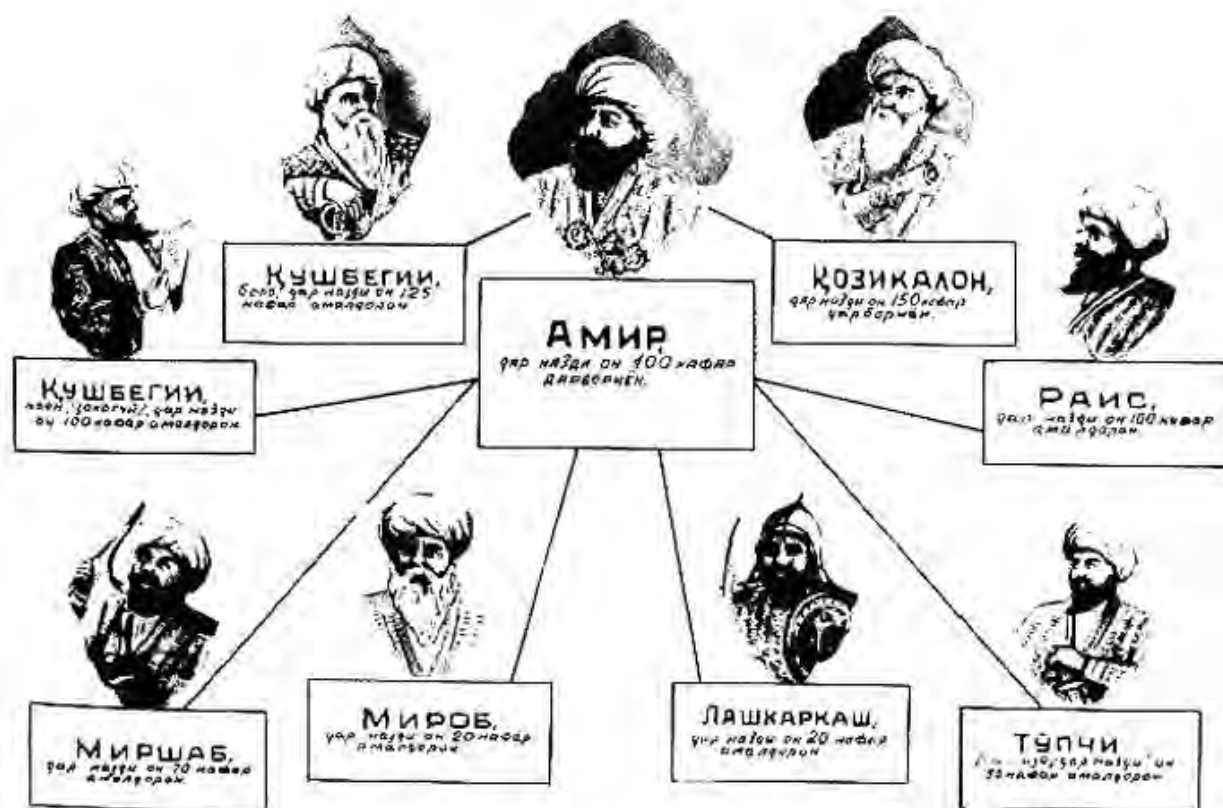 ҚУШБЕГИИ,
боло, дар назди он 125
нафар амалдорон
АМИР,
дар назди он 400 нафар
дарбориён.
ҚОЗИКАЛОН,
дар назди он 150 нафар
дарбориён.
ҚУШБЕГИИ,
поён, дар назди
он 100 нафар амалдорон
РАИС,
дар назди он 100 нафар
амалдорон.
МИРШАБ,
дар назди он 70 нафар
амалдорон.
МИРОБ,
дар назди он 20 нафар
амалдорон
ЛАШКАРКАШ,
дар назди он 20 нафар
амалдорон
ТӮПЧИ
дар назди он
нафар амалдорон